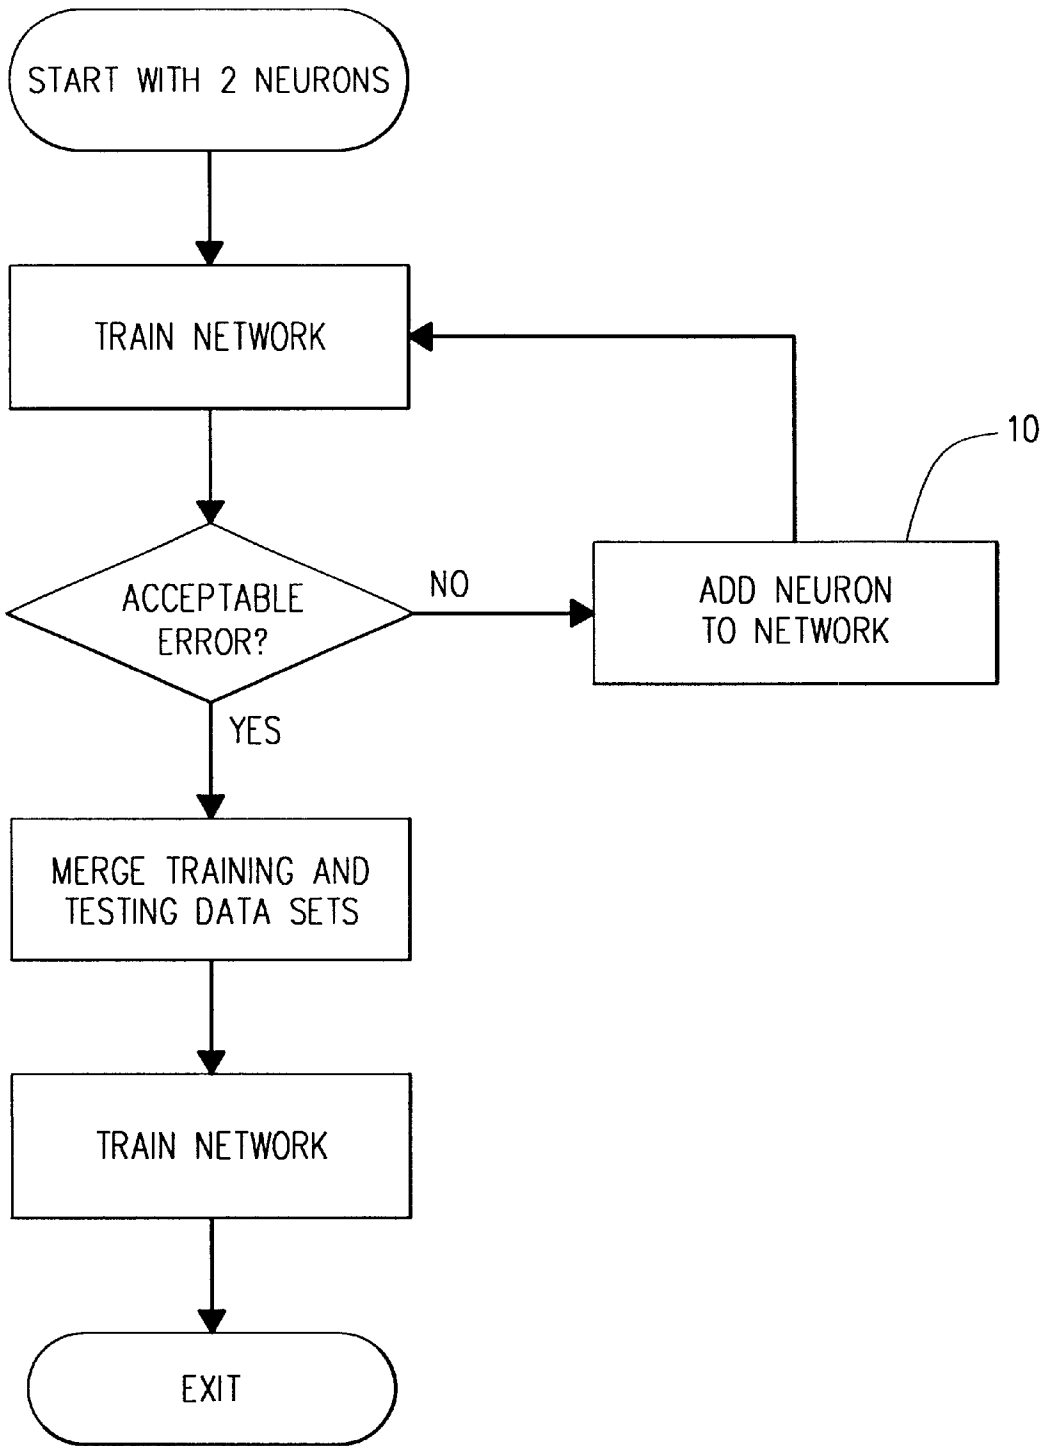 START WITH 2 NEURONS
TRAIN NETWORK
10
ACCEPTABLE
ERROR?
NO
ADD NEURON
TO NETWORK
YES
MERGE TRAINING AND
TESTING DATA SETS
TRAIN NETWORK
EXIT